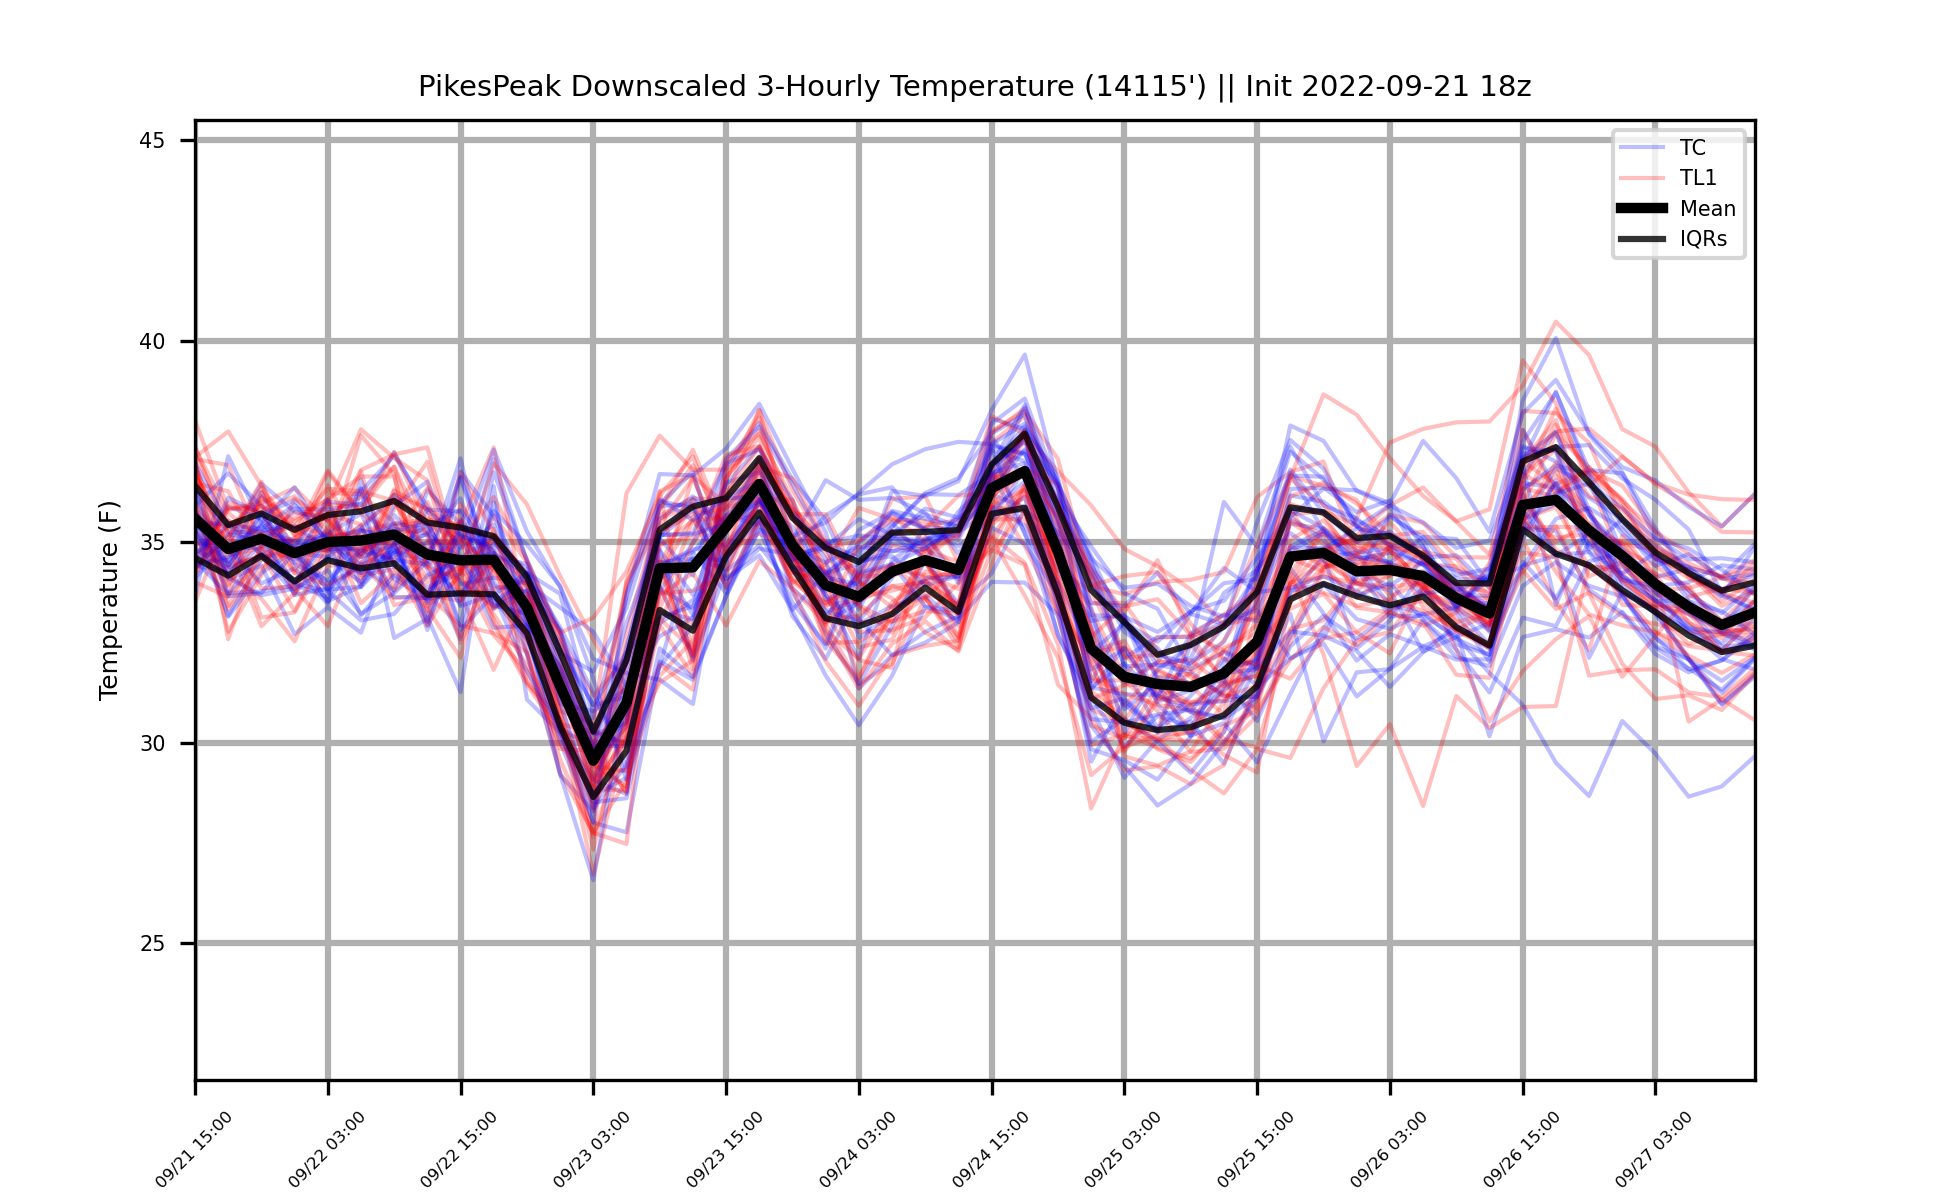 PikesPeak Downscaled 3-Hourly Temperature (14115') || Init 2022-09-21 18z
TC
TL1
Mean
IQRs
Temperature (F)
45
40
35
30
25
09/21 15:00
09/22 03:00
09/22 15:00
09/23 03:00
09/23 15:00
09/24 03:00
09/24 15:00
09/25 03:00
09/25 15:00
09/26 03:00
09/26 15:00
09/27 03:00